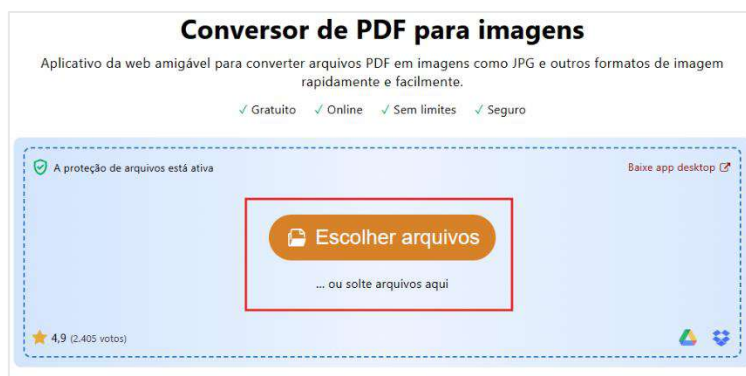 Conversor de PDF para imagens
Aplicativo da web amigável para converter arquivos PDF em imagens como JPG e outros formatos de imagem
rapidamente e facilmente.
✓ Gratuito ✓ Online ✓ Sem limites ✓ Seguro
A proteção de arquivos está ativa
Baixe app desktop
Escolher arquivos
... ou solte arquivos aqui
4,9 (2.405 votos)